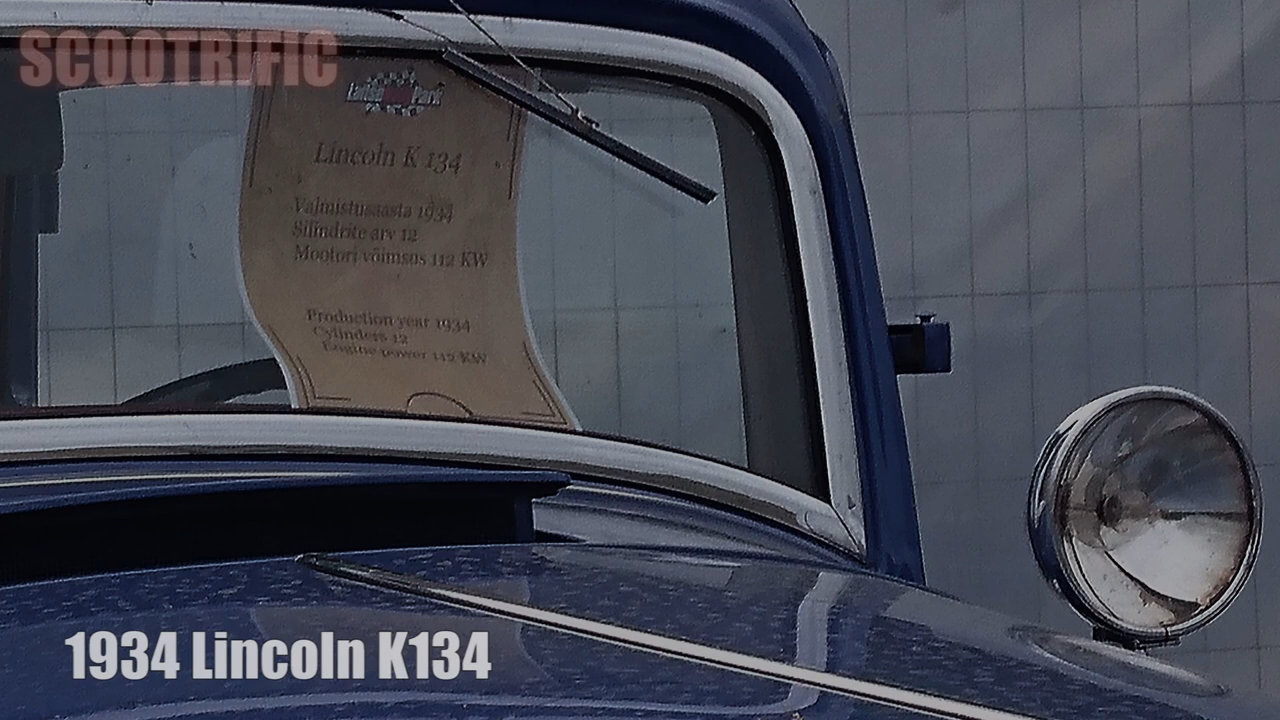 SCOOTRIFIC
Lincoln K 134
Valmistusaasta 1934
Silindrite arv 12
Mootori võimsus 112 KW
Production year 1934
Cylinders 12
Engine power 112 KW
1934 Lincoln K134